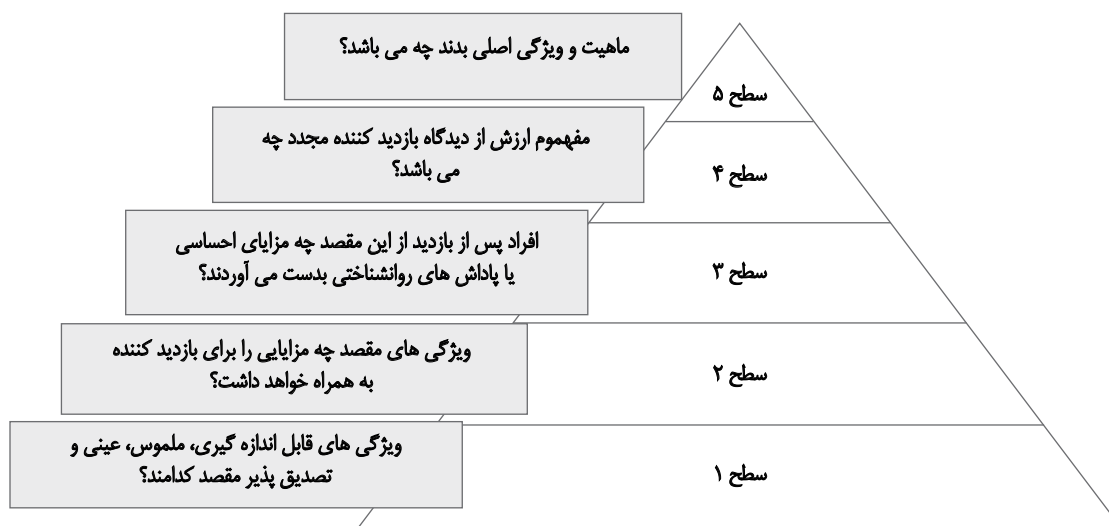 ماهیت و ویژگی اصلی بدند چه می باشد؟
سطح ۵
مفهموم ارزش از دیدگاه بازدید کننده مجدد چه
می باشد؟
سطح ۴
افراد پس از بازدید از این مقصد چه مزایای احساسی
یا پاداش های روانشناختی بدست می آوردند؟
سطح ۳
ویژگی های مقصد چه مزایایی را برای بازدید کننده
به همراه خواهد داشت؟
سطح ۲
ویژگی های قابل اندازه گیری، ملموس، عینی و
تصدیق پذیر مقصد کدامند؟
سطح ۱